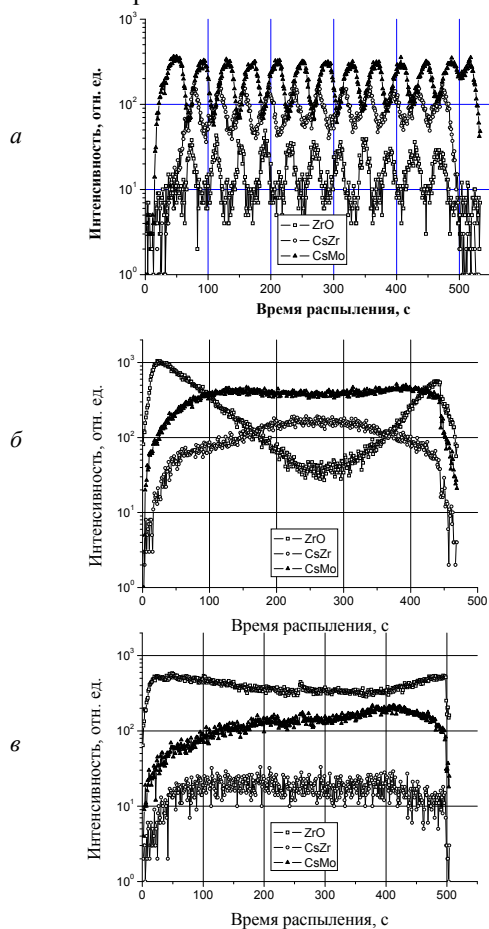 а
Интенсивность, отн. ед.
10³
10²
10¹
10⁰
ZrO
CsZr
CsMo
0 100 200 300 400 500
Время распыления, с
б
Интенсивность, отн. ед.
10³
10²
10¹
10⁰
ZrO
CsZr
CsMo
0 100 200 300 400 500
Время распыления, с
в
Интенсивность, отн. ед.
10³
10²
10¹
10⁰
ZrO
CsZr
CsMo
0 100 200 300 400 500
Время распыления, с